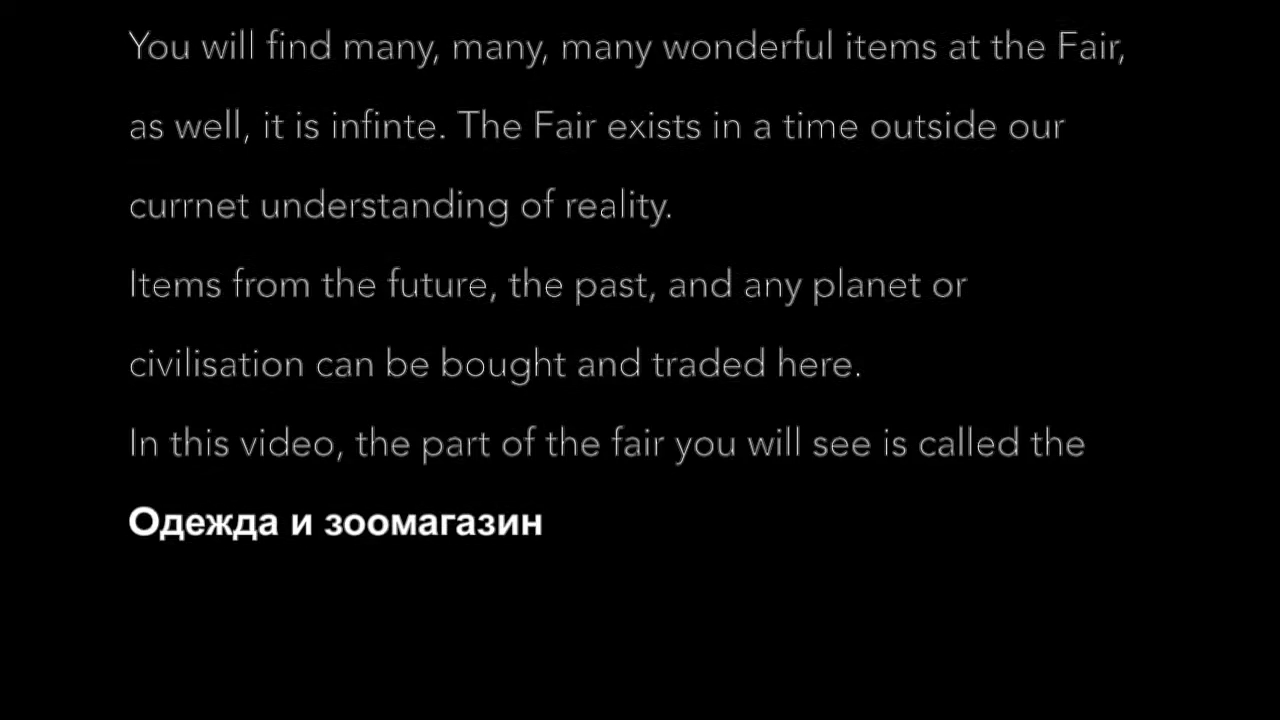 You will find many, many, many wonderful items at the Fair,
as well, it is infinte. The Fair exists in a time outside our
currnet understanding of reality.
Items from the future, the past, and any planet or
civilisation can be bought and traded here.
In this video, the part of the fair you will see is called the
Одежда и зоомагазин